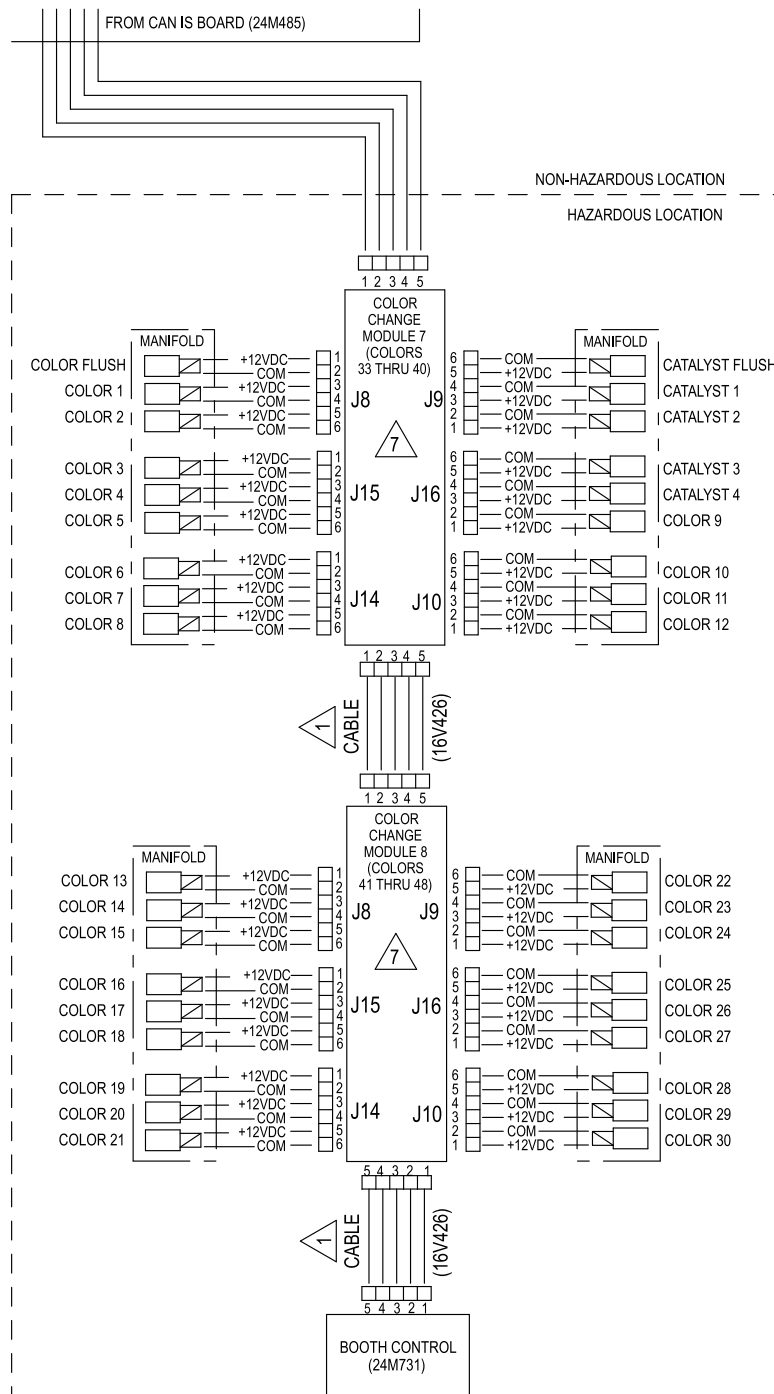 FROM CAN IS BOARD (24M485)
NON-HAZARDOUS LOCATION
HAZARDOUS LOCATION
1 2 3 4 5
COLOR
CHANGE
MODULE 7
(COLORS
33 THRU 40)
MANIFOLD
MANIFOLD
COLOR FLUSH +12VDC 1 6 COM CATALYST FLUSH
COM 2 5 +12VDC
COLOR 1 +12VDC 3 4 COM CATALYST 1
COM 4 J8 J9 3 +12VDC
COLOR 2 +12VDC 5 2 COM CATALYST 2
COM 6 1 +12VDC
7
COLOR 3 +12VDC 1 6 COM CATALYST 3
COM 2 5 +12VDC
COLOR 4 +12VDC 3 4 COM CATALYST 4
COM 4 J15 J16 3 +12VDC
COLOR 5 +12VDC 5 2 COM COLOR 9
COM 6 1 +12VDC
COLOR 6 +12VDC 1 6 COM COLOR 10
COM 2 5 +12VDC
COLOR 7 +12VDC 3 4 COM COLOR 11
COM 4 J14 J10 3 +12VDC
COLOR 8 +12VDC 5 2 COM COLOR 12
COM 6 1 +12VDC
1 2 3 4 5
1 CABLE (16V426)
1 2 3 4 5
COLOR
CHANGE
MODULE 8
(COLORS
41 THRU 48)
MANIFOLD
MANIFOLD
COLOR 13 +12VDC 1 6 COM COLOR 22
COM 2 5 +12VDC
COLOR 14 +12VDC 3 4 COM COLOR 23
COM 4 J8 J9 3 +12VDC
COLOR 15 +12VDC 5 2 COM COLOR 24
COM 6 1 +12VDC
7
COLOR 16 +12VDC 1 6 COM COLOR 25
COM 2 5 +12VDC
COLOR 17 +12VDC 3 4 COM COLOR 26
COM 4 J15 J16 3 +12VDC
COLOR 18 +12VDC 5 2 COM COLOR 27
COM 6 1 +12VDC
COLOR 19 +12VDC 1 6 COM COLOR 28
COM 2 5 +12VDC
COLOR 20 +12VDC 3 4 COM COLOR 29
COM 4 J14 J10 3 +12VDC
COLOR 21 +12VDC 5 2 COM COLOR 30
COM 6 1 +12VDC
5 4 3 2 1
1 CABLE (16V426)
5 4 3 2 1
BOOTH CONTROL
(24M731)